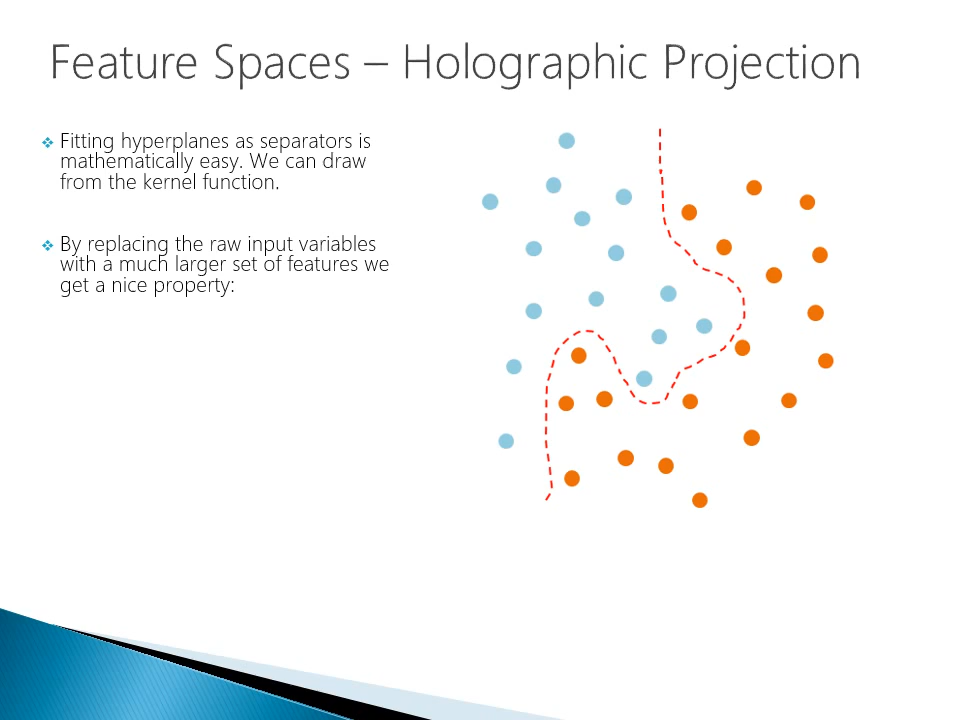 Feature Spaces – Holographic Projection
❖ Fitting hyperplanes as separators is
mathematically easy. We can draw
from the kernel function.
❖ By replacing the raw input variables
with a much larger set of features we
get a nice property: